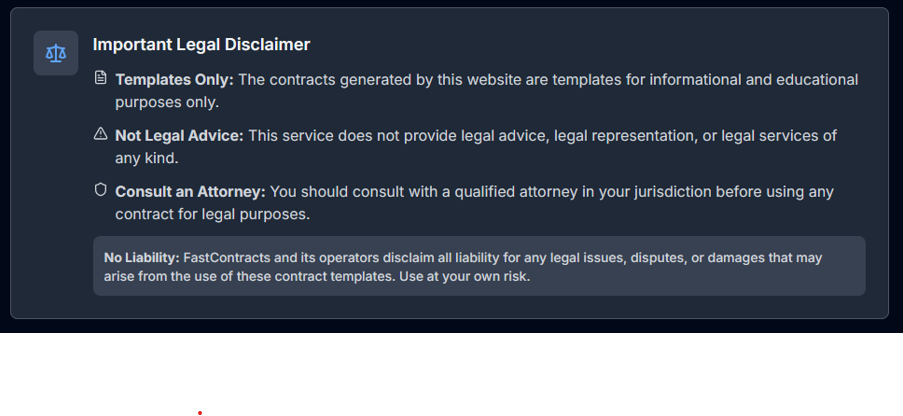 Important Legal Disclaimer
Templates Only: The contracts generated by this website are templates for informational and educational
purposes only.
Not Legal Advice: This service does not provide legal advice, legal representation, or legal services of
any kind.
Consult an Attorney: You should consult with a qualified attorney in your jurisdiction before using any
contract for legal purposes.
No Liability: FastContracts and its operators disclaim all liability for any legal issues, disputes, or damages that may
arise from the use of these contract templates. Use at your own risk.